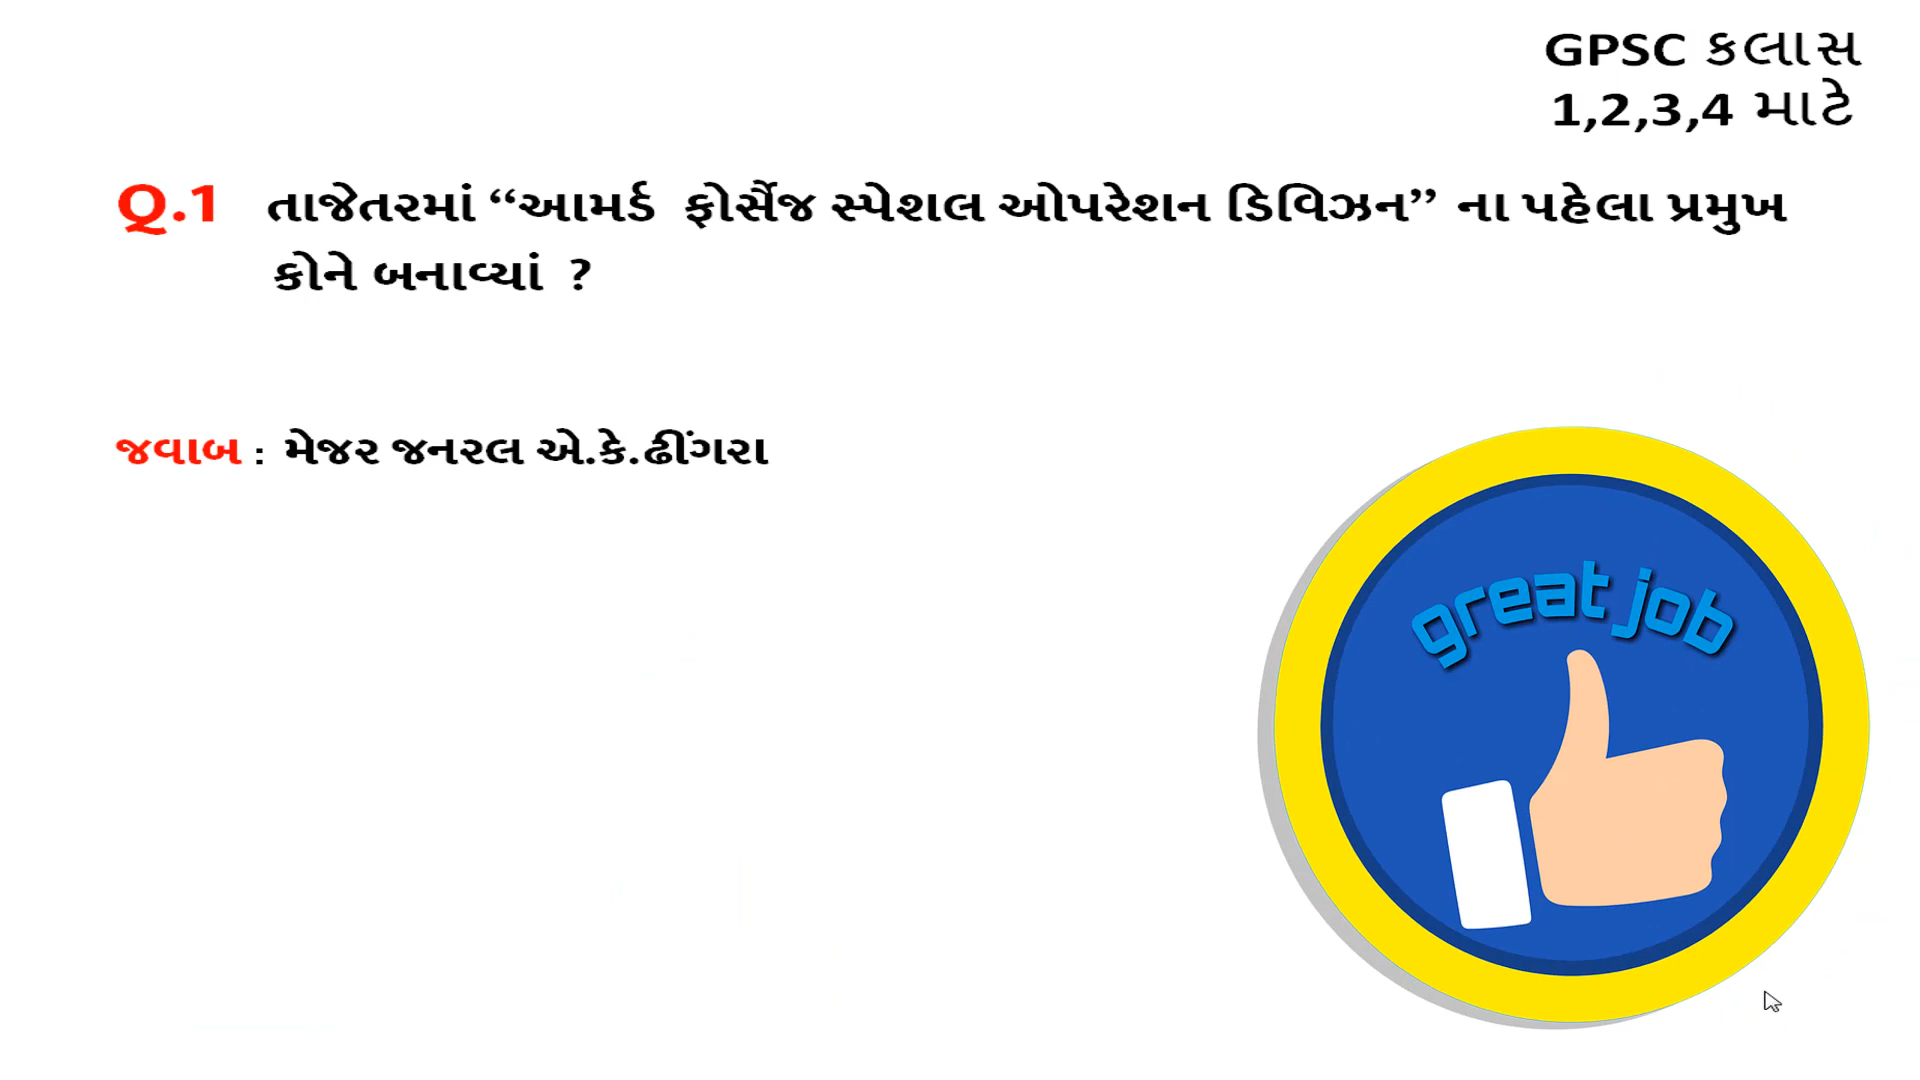 GPSC ક્લાસ
1,2,3,4 માટે
Q.1 તાજેતરમાં “આમર્ડ ફોર્સૈજ સ્પેશલ ઓપરેશન ડિવિઝન” ના પહેલા પ્રમુખ
કોને બનાવ્યાં ?
જવાબ : મેજર જનરલ એ.કે.ઢીંગરા
great job